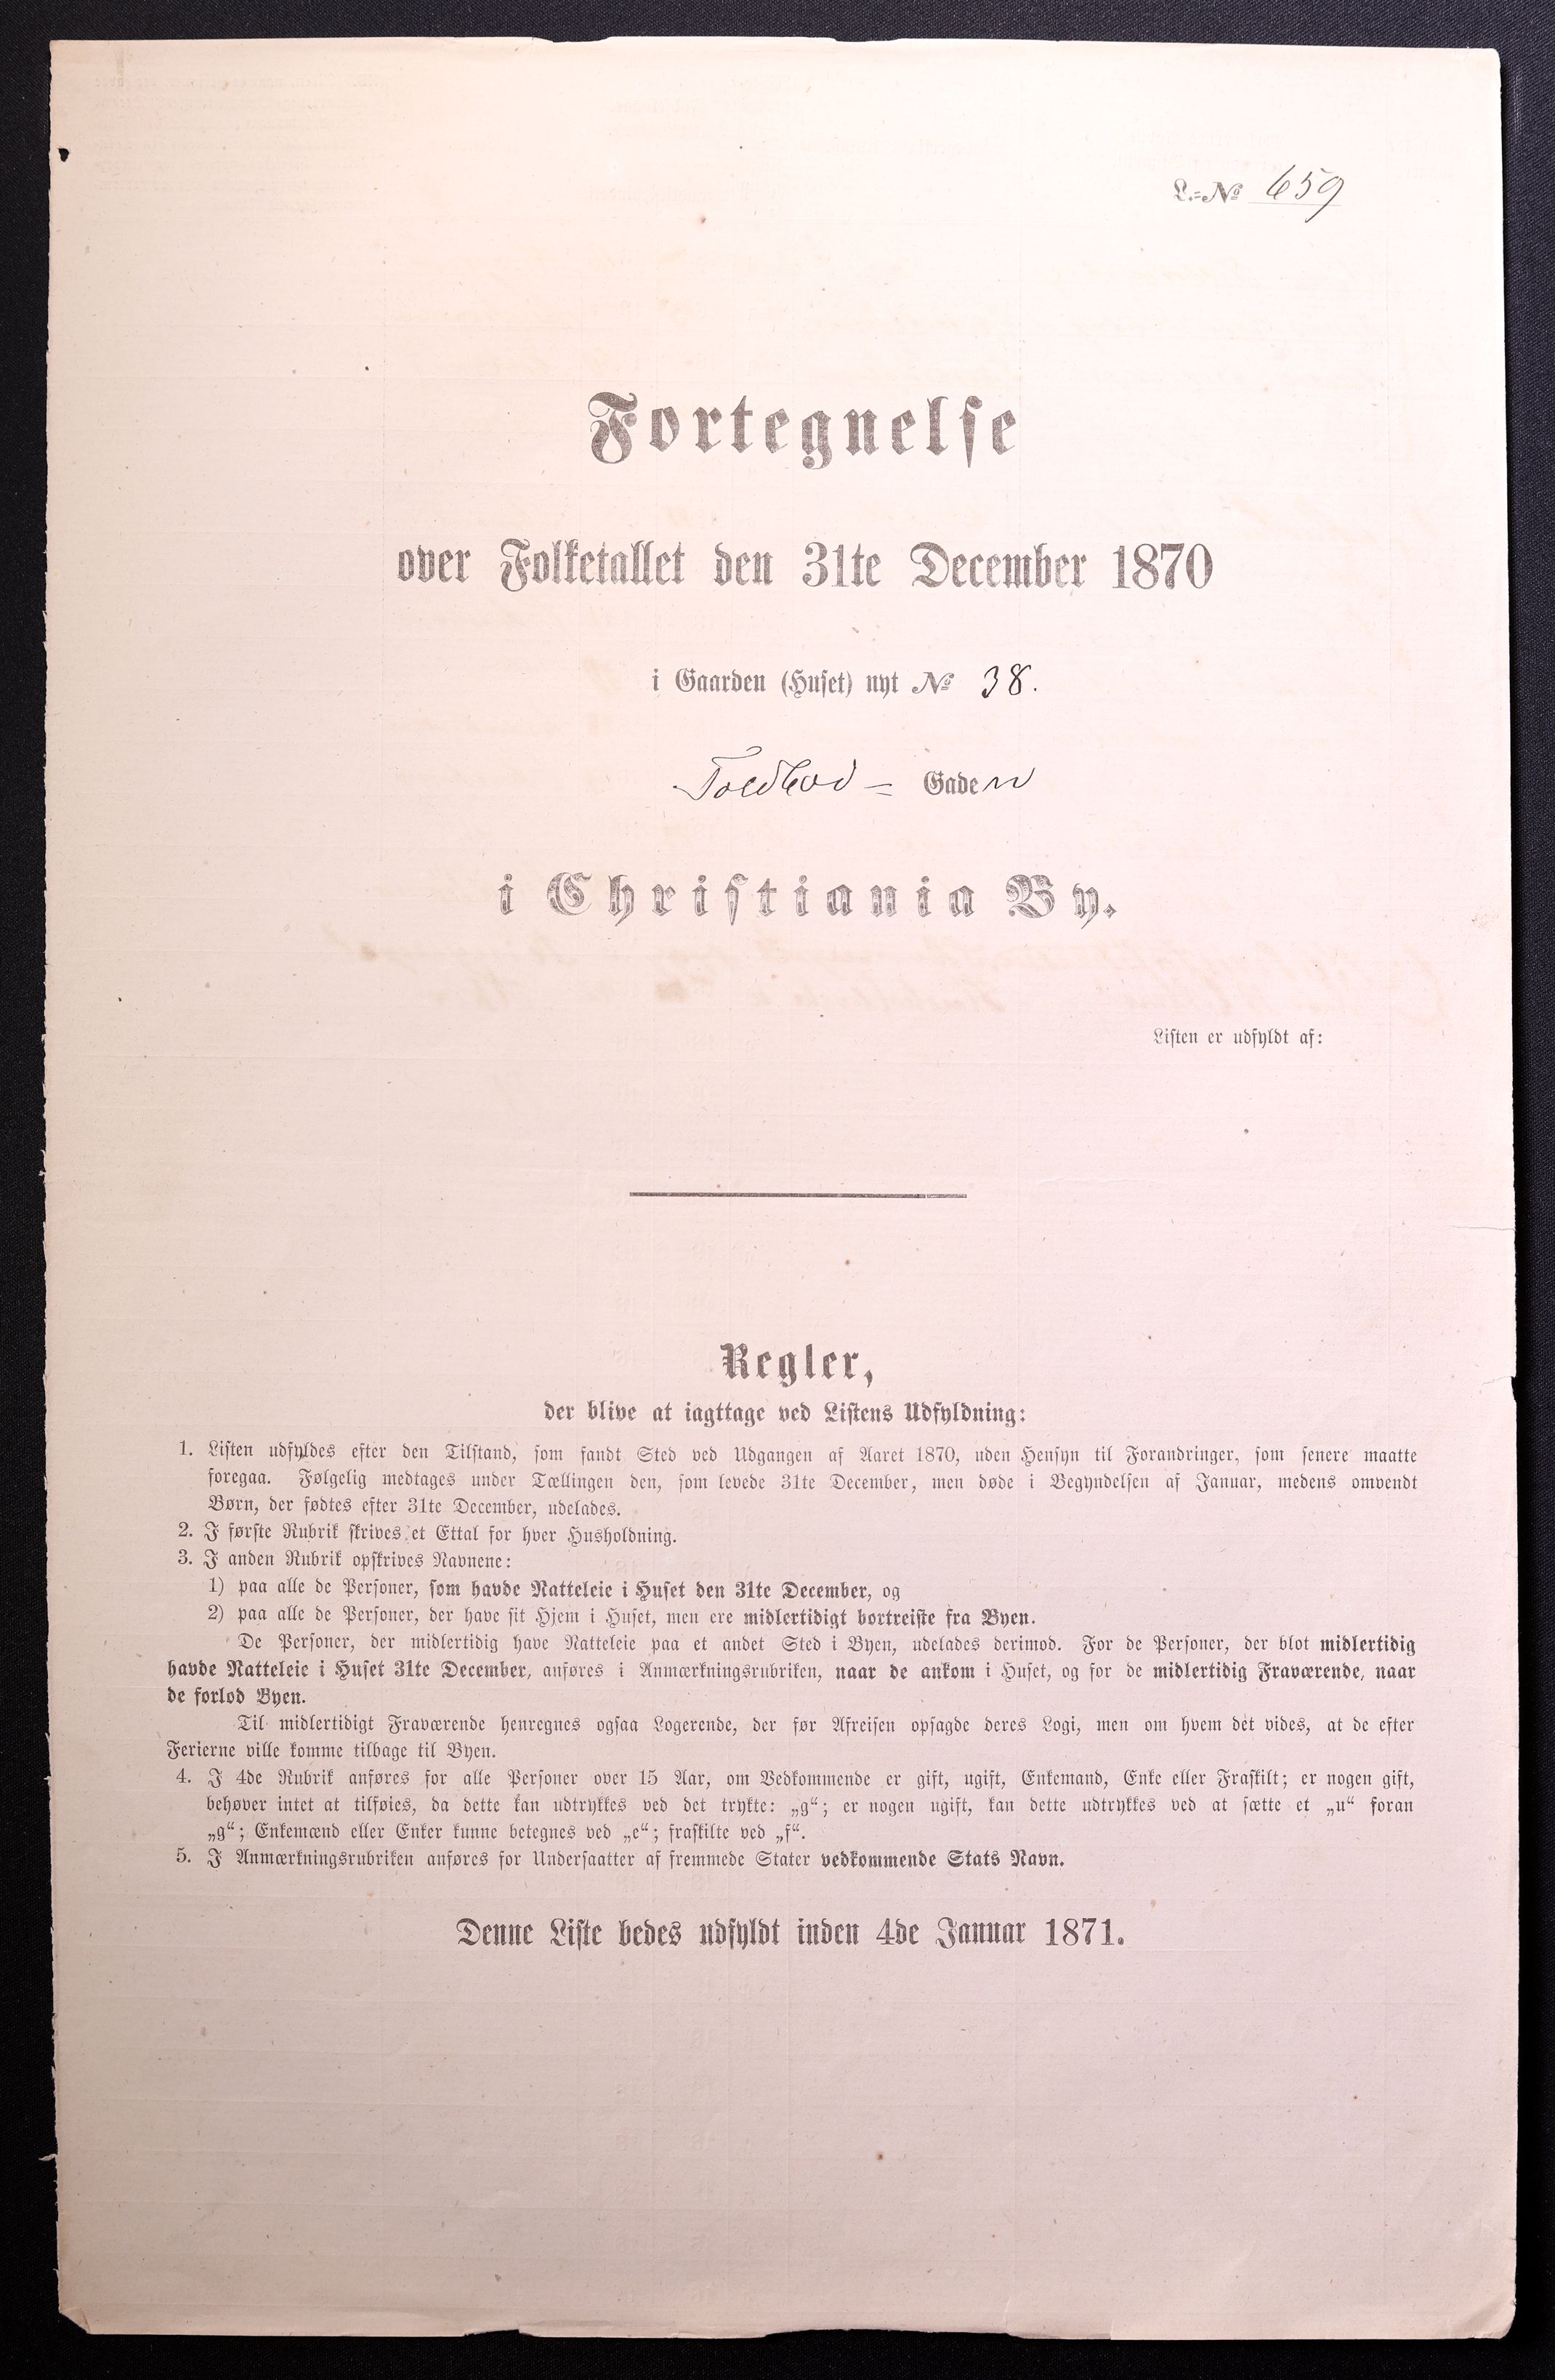 L.=No 659
Fortegnelse
over Folketallet den 31te December 1870
i Gaarden (Huset) nyt No 38.
Toldbod = Gaden
i Christiania By.
Listen er udfyldt af:
Regler,
der blive at iagttage ved Listens Udfyldning:
1. Listen udfyldes efter den Tilstand, som fandt Sted ved Udgangen af Aaret 1870, uden Hensyn til Forandringer, som senere maatte
foregaa. Følgelig medtages under Tællingen den, som levede 31te December, men døde i Begyndelsen af Januar, medens omvendt
Børn, der fødtes efter 31te December, udelades.
2. I første Rubrik skrives et Ettal for hver Husholdning.
3. I anden Rubrik opskrives Navnene:
1) paa alle de Personer, som havde Natteleie i Huset den 31te December, og
2) paa alle de Personer, der have sit Hjem i Huset, men ere midlertidigt bortreiste fra Byen.
De Personer, der midlertidig have Natteleie paa et andet Sted i Byen, udelades derimod. For de Personer, der blot midlertidig
havde Natteleie i Huset 31te December, anføres i Anmærkningsrubriken, naar de ankom i Huset, og for de midlertidig Fraværende, naar
de forlod Byen.
Til midlertidigt Fraværende henregnes ogsaa Logerende, der før Afreisen opsagde deres Logi, men om hvem det vides, at de efter
Ferierne ville komme tilbage til Byen.
4. I 4de Rubrik anføres for alle Personer over 15 Aar, om Vedkommende er gift, ugift, Enkemand, Enke eller Fraskilt; er nogen gift,
behøver intet at tilføies, da dette kan udtrykkes ved det trykte: „g“; er nogen ugift, kan dette udtrykkes ved at sætte et „u“ foran
„g“; Enkemænd eller Enker kunne betegnes ved „e“; fraskilte ved „f“.
5. I Anmærkningsrubriken anføres for Undersaatter af fremmede Stater vedkommende Stats Navn.
Denne Liste bedes udfyldt inden 4de Januar 1871.